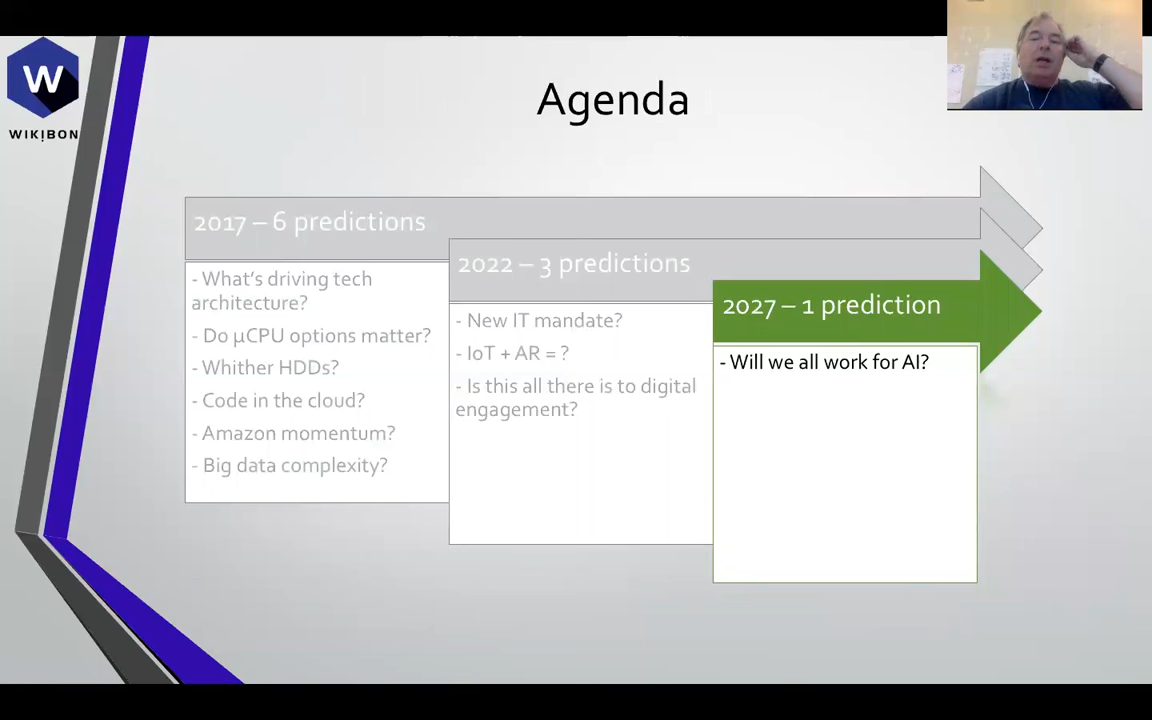 W
WIKIBON
Agenda
2017 – 6 predictions
- What's driving tech
architecture?
- Do µCPU options matter?
- Whither HDDs?
- Code in the cloud?
- Amazon momentum?
- Big data complexity?
2022 – 3 predictions
- New IT mandate?
- IoT + AR = ?
- Is this all there is to digital
engagement?
2027 – 1 prediction
- Will we all work for AI?